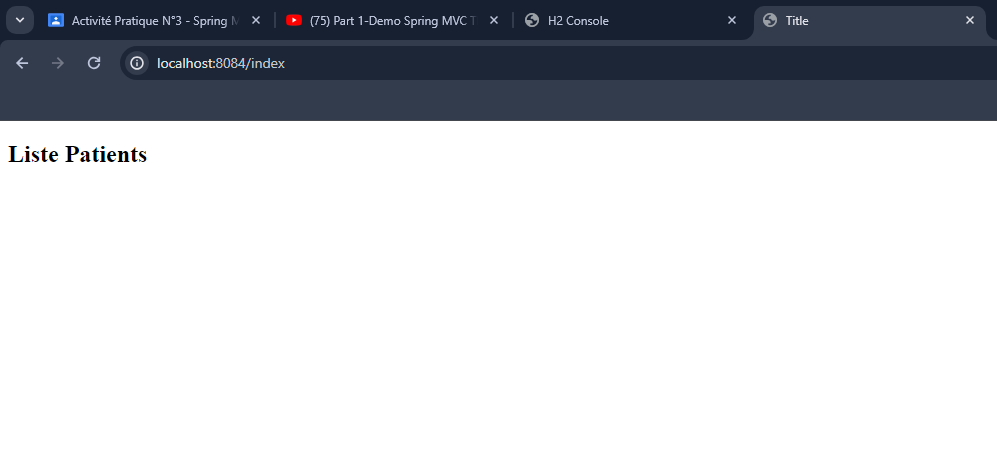 Activité Pratique N°3 - Spring M
(75) Part 1-Demo Spring MVC T
H2 Console
Title
localhost:8084/index
Liste Patients